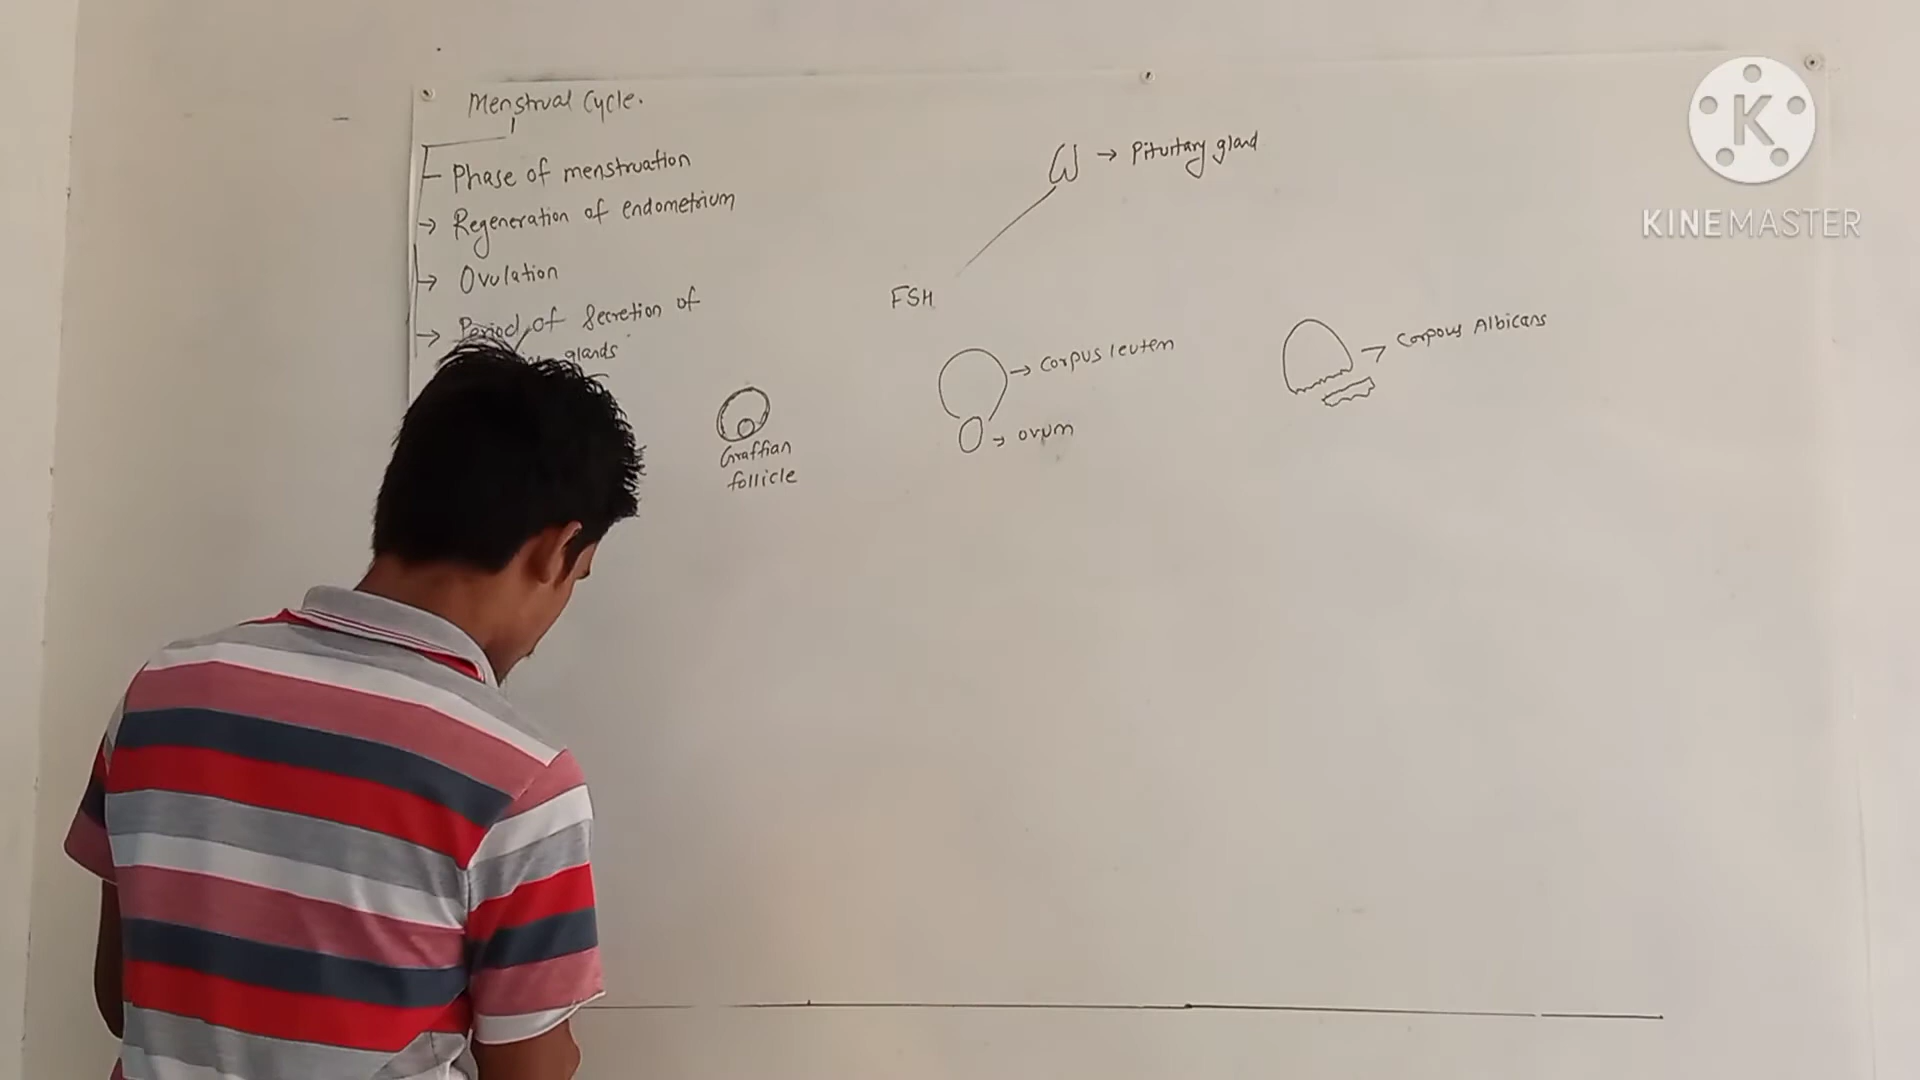 Menstrual Cycle.
Phase of menstruation
→ Regeneration of endometrium
→ Ovulation
→ Period of Secretion of
glands
→ Pituitary gland
FSH
→ Corpus leutem
→ ovum
→ Corpous Albicans
Graffian
follicle
K
KINEMASTER